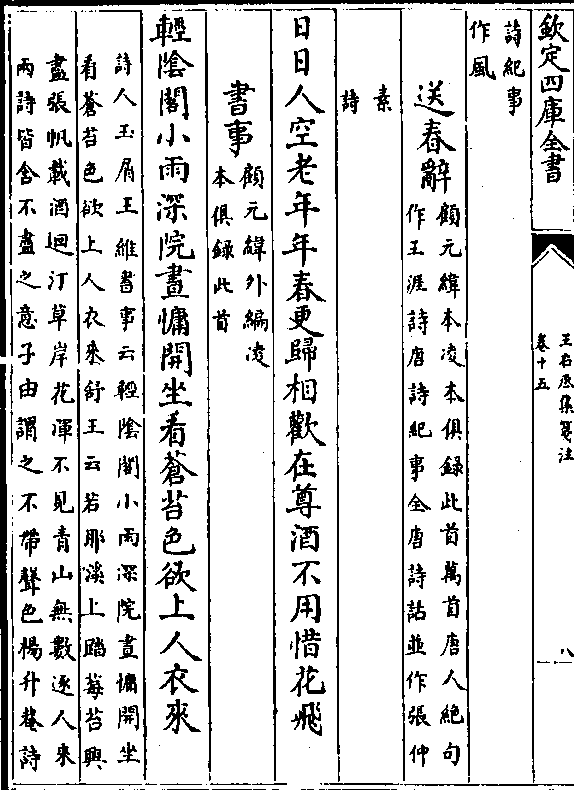 欽定四庫全書
王右丞集箋注
卷十五
八
詩紀事
作風
送春辭
顧元緯本凌本俱録此首萬首唐人絶句
作王涯詩唐詩紀事全唐詩話並作張仲
素
詩
日日人空老年年春更歸相歡在尊酒不用惜花飛
書事
顧元緯外編凌
本俱録此首
輕陰閣小雨深院晝慵開坐看蒼苔色欲上人衣來
詩人玉屑王維書事云輕陰閣小雨深院晝慵開坐
看蒼苔色欲上人衣來舒王云若耶溪上踏莓苔興
盡張帆載酒迴汀草岸花渾不見青山無數逐人來
兩詩皆含不盡之意子由謂之不帶聲色楊升菴詩